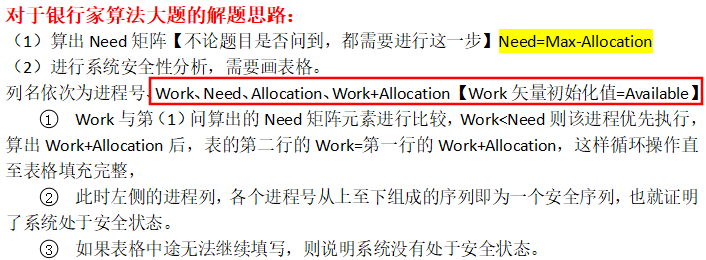 对于银行家算法大题的解题思路：
（1）算出 Need 矩阵【不论题目是否问到，都需要进行这一步】Need=Max-Allocation
（2）进行系统安全性分析，需要画表格。
列名依次为进程号、Work、Need、Allocation、Work+Allocation【Work 矢量初始化值=Available】
① Work 与第（1）问算出的 Need 矩阵元素进行比较，Work<Need 则该进程优先执行，
算出 Work+Allocation 后，表的第二行的 Work=第一行的 Work+Allocation，这样循环操作直
至表格填充完整，
② 此时左侧的进程列，各个进程号从上至下组成的序列即为一个安全序列，也就证明
了系统处于安全状态。
③ 如果表格中途无法继续填写，则说明系统没有处于安全状态。